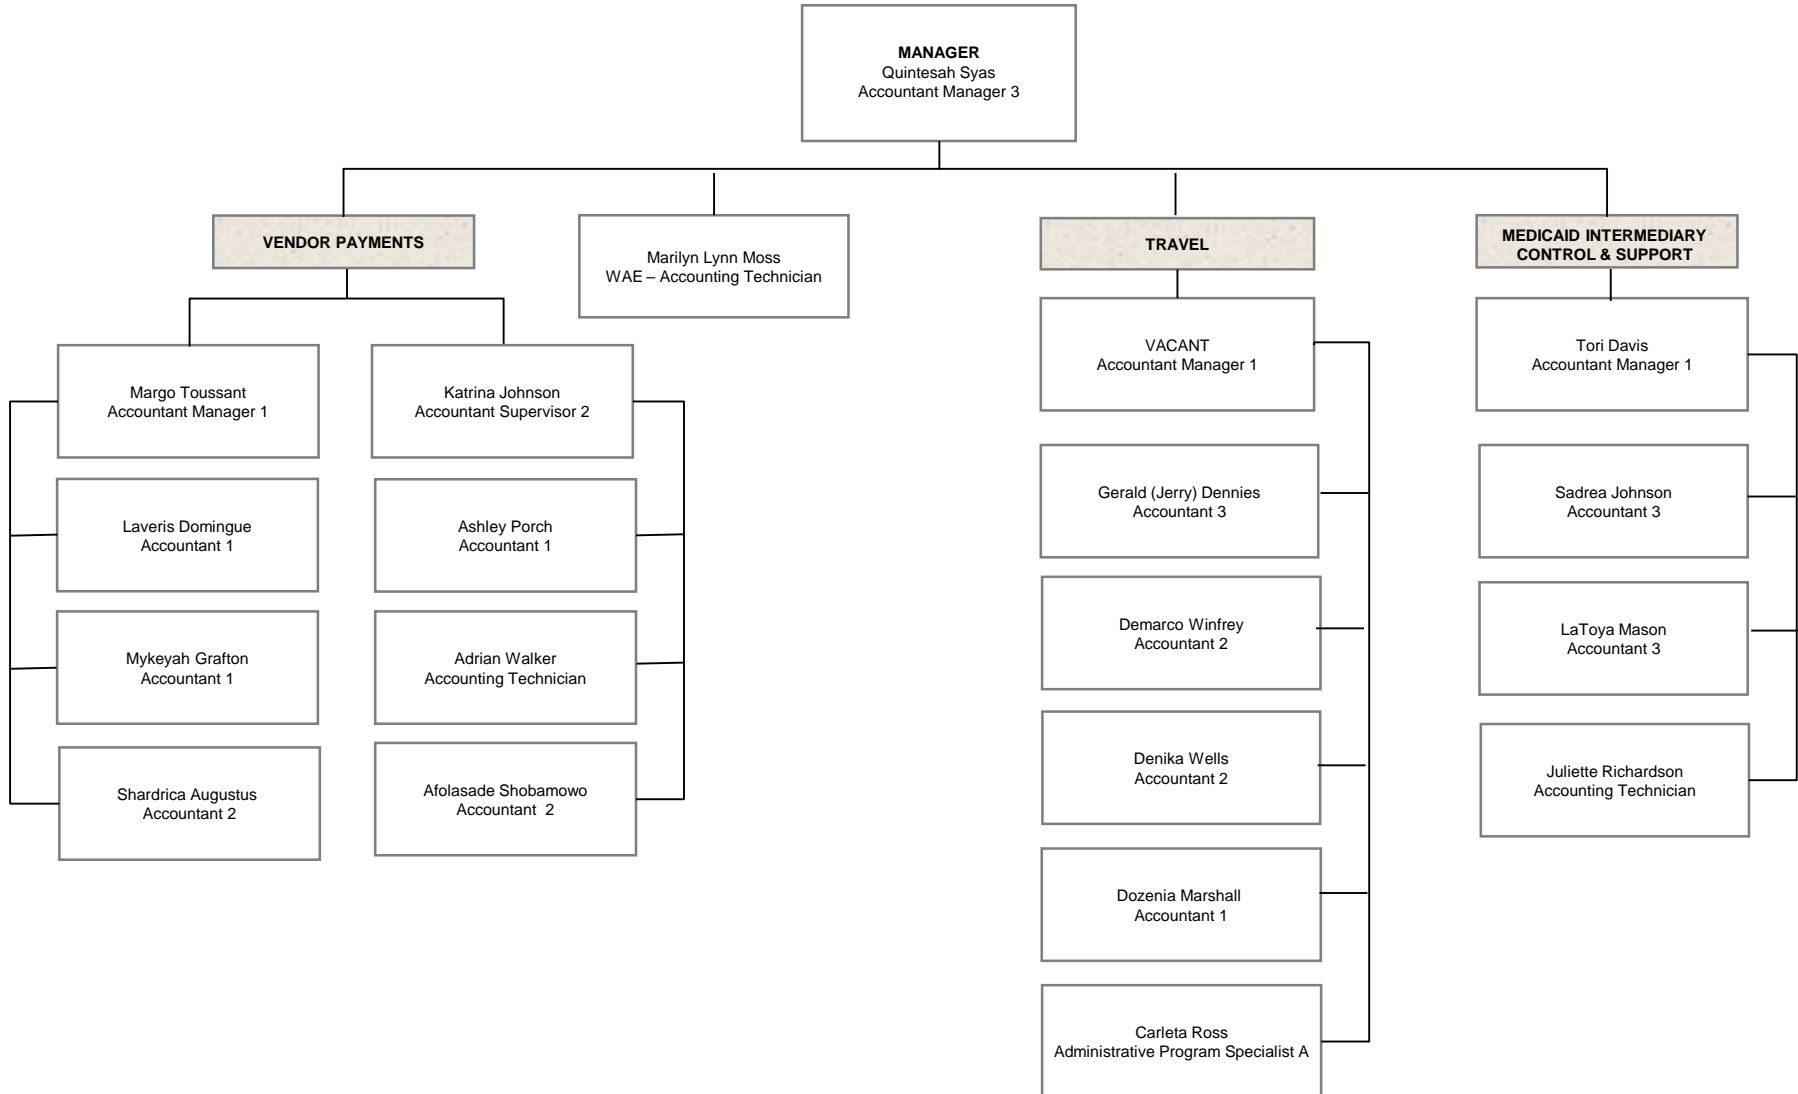 MANAGER
Quintesah Syas
Accountant Manager 3
VENDOR PAYMENTS
Margo Toussant
Accountant Manager 1
Laveris Domingue
Accountant 1
Mykeyah Grafton
Accountant 1
Shardrica Augustus
Accountant 2
Katrina Johnson
Accountant Supervisor 2
Ashley Porch
Accountant 1
Adrian Walker
Accounting Technician
Afolasade Shobamowo
Accountant  2
Marilyn Lynn Moss
WAE – Accounting Technician
TRAVEL
VACANT
Accountant Manager 1
Gerald (Jerry) Dennies
Accountant 3
Demarco Winfrey
Accountant 2
Denika Wells
Accountant 2
Dozenia Marshall
Accountant 1
Carleta Ross
Administrative Program Specialist A
MEDICAID INTERMEDIARY
CONTROL & SUPPORT
Tori Davis
Accountant Manager 1
Sadrea Johnson
Accountant 3
LaToya Mason
Accountant 3
Juliette Richardson
Accounting Technician